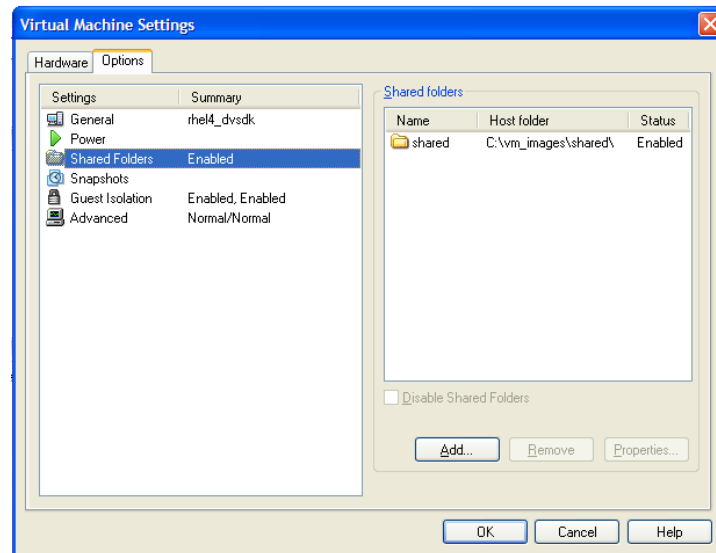 Virtual Machine Settings
Hardware Options
Settings Summary
General rhel4_dvsdk
Power
Shared Folders Enabled
Snapshots
Guest Isolation Enabled, Enabled
Advanced Normal/Normal
Shared folders
Name Host folder Status
shared C:\vm_images\shared\ Enabled
Disable Shared Folders
Add... Remove Properties...
OK Cancel Help